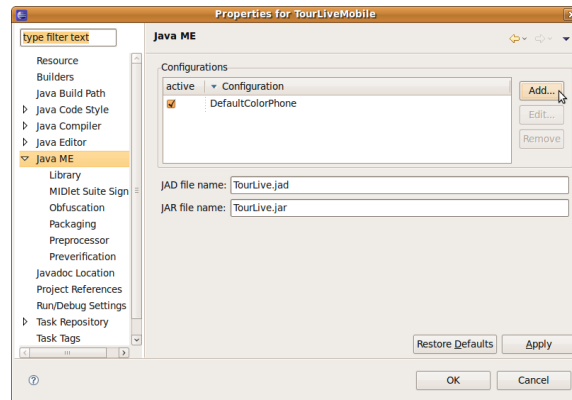 Properties for TourLiveMobile
type filter text
Resource
Builders
Java Build Path
Java Code Style
Java Compiler
Java Editor
Java ME
Library
MIDlet Suite Sign
Obfuscation
Packaging
Preprocessor
Preverification
Javadoc Location
Project References
Run/Debug Settings
Task Repository
Task Tags
Java ME
Configurations
active Configuration
DefaultColorPhone
Add...
Edit...
Remove
JAD file name: TourLive.jad
JAR file name: TourLive.jar
Restore Defaults Apply
OK Cancel